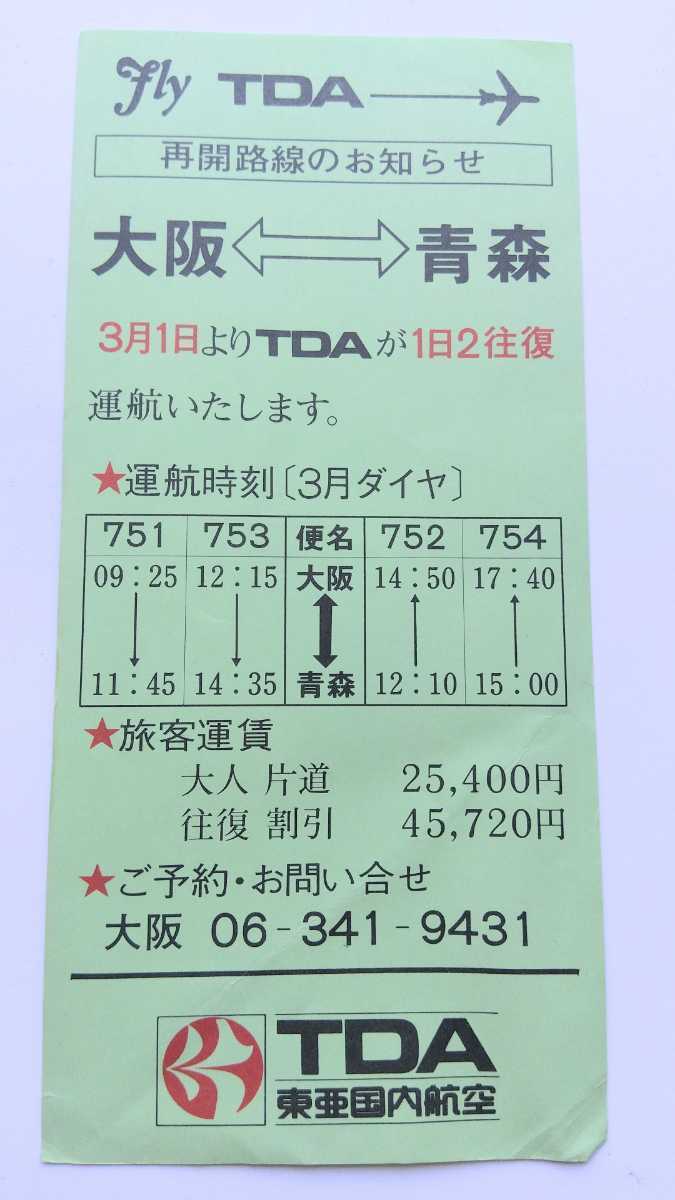 Fly TDA
再開路線のお知らせ
大阪⇔青森
3月1日よりTDAが1日2往復
運航いたします。
★運航時刻〔3月ダイヤ〕
751 753 便名 752 754
09:25 12:15 大阪 14:50 17:40
11:45 14:35 青森 12:10 15:00
★旅客運賃
大人 片道 25,400円
往復 割引 45,720円
★ご予約・お問い合せ
大阪 06-341-9431
TDA
東亜国内航空